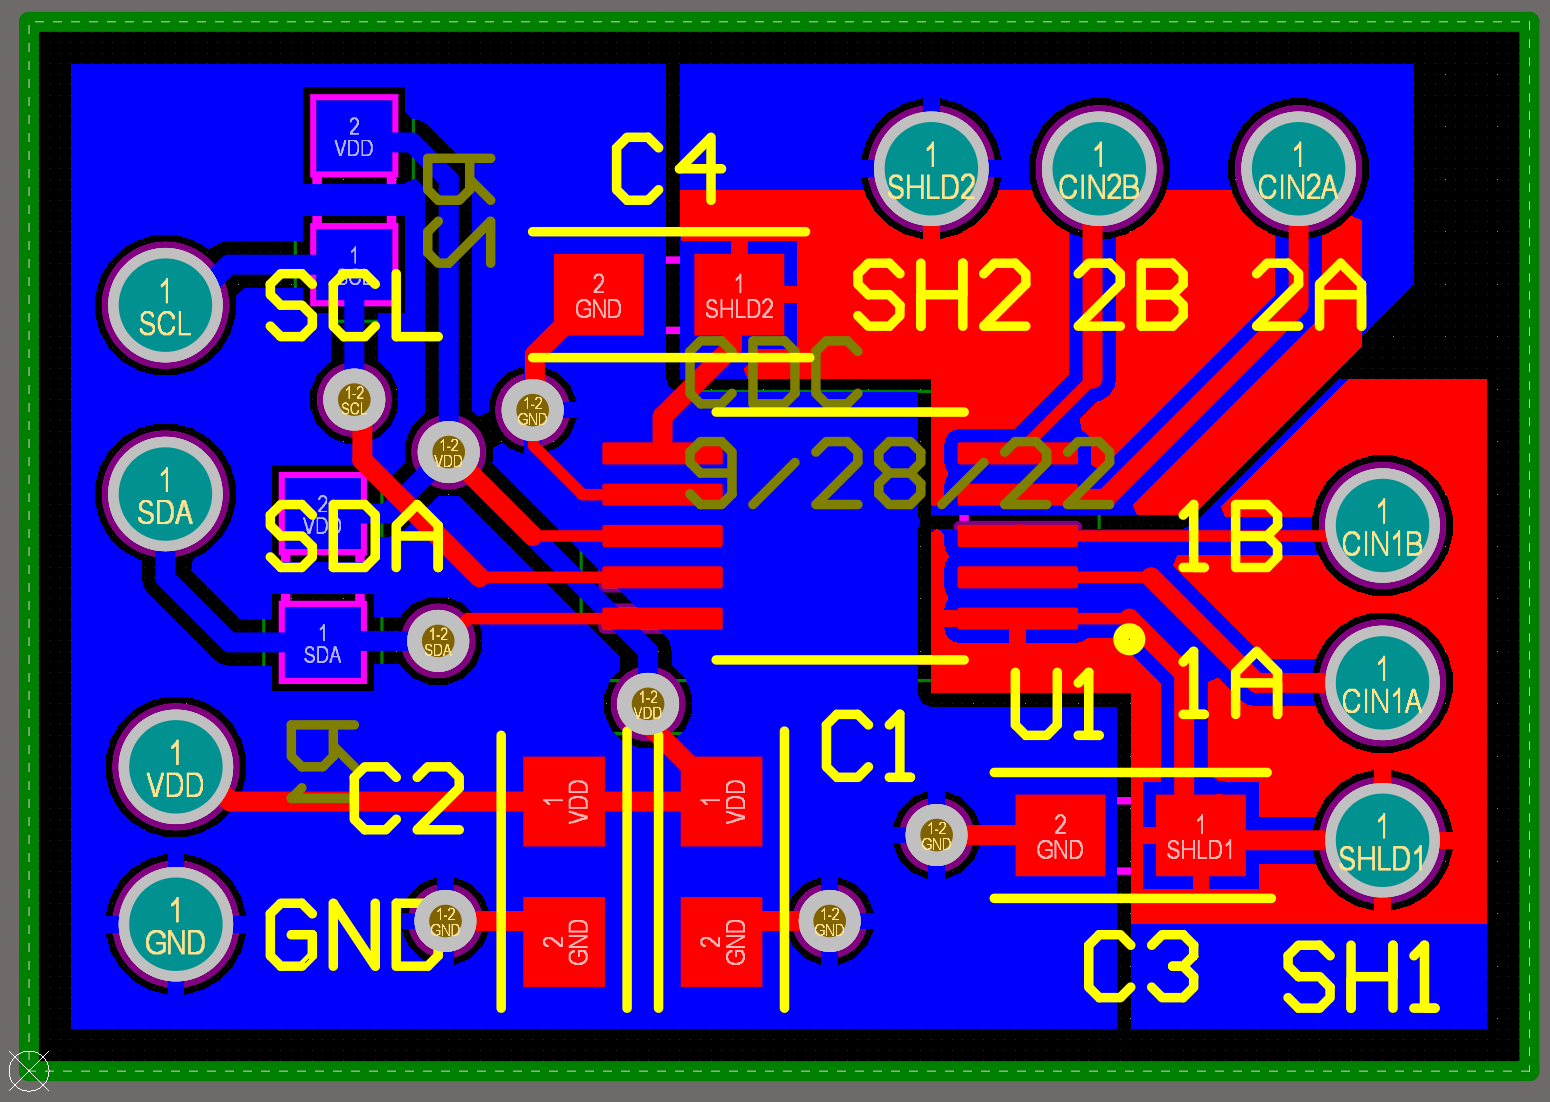 2
VDD
R2
C4
1
SHLD2
1
CIN2B
1
CIN2A
1
SCL
1
SCL
SCL
2
GND
1
SHLD2
SH2 2B 2A
CDC
9/28/22
1-2
SCL
1-2
GND
1-2
VDD
1
SDA
2
VDD
SDA
1B
1
CIN1B
1
SDA
1-2
SDA
1-2
VDD
U1
1A
1
CIN1A
1
VDD
R1
C2
1
VDD
1
VDD
C1
1-2
GND
2
GND
1
SHLD1
1
SHLD1
1
GND
GND
1-2
GND
2
GND
2
GND
1-2
GND
C3
SH1